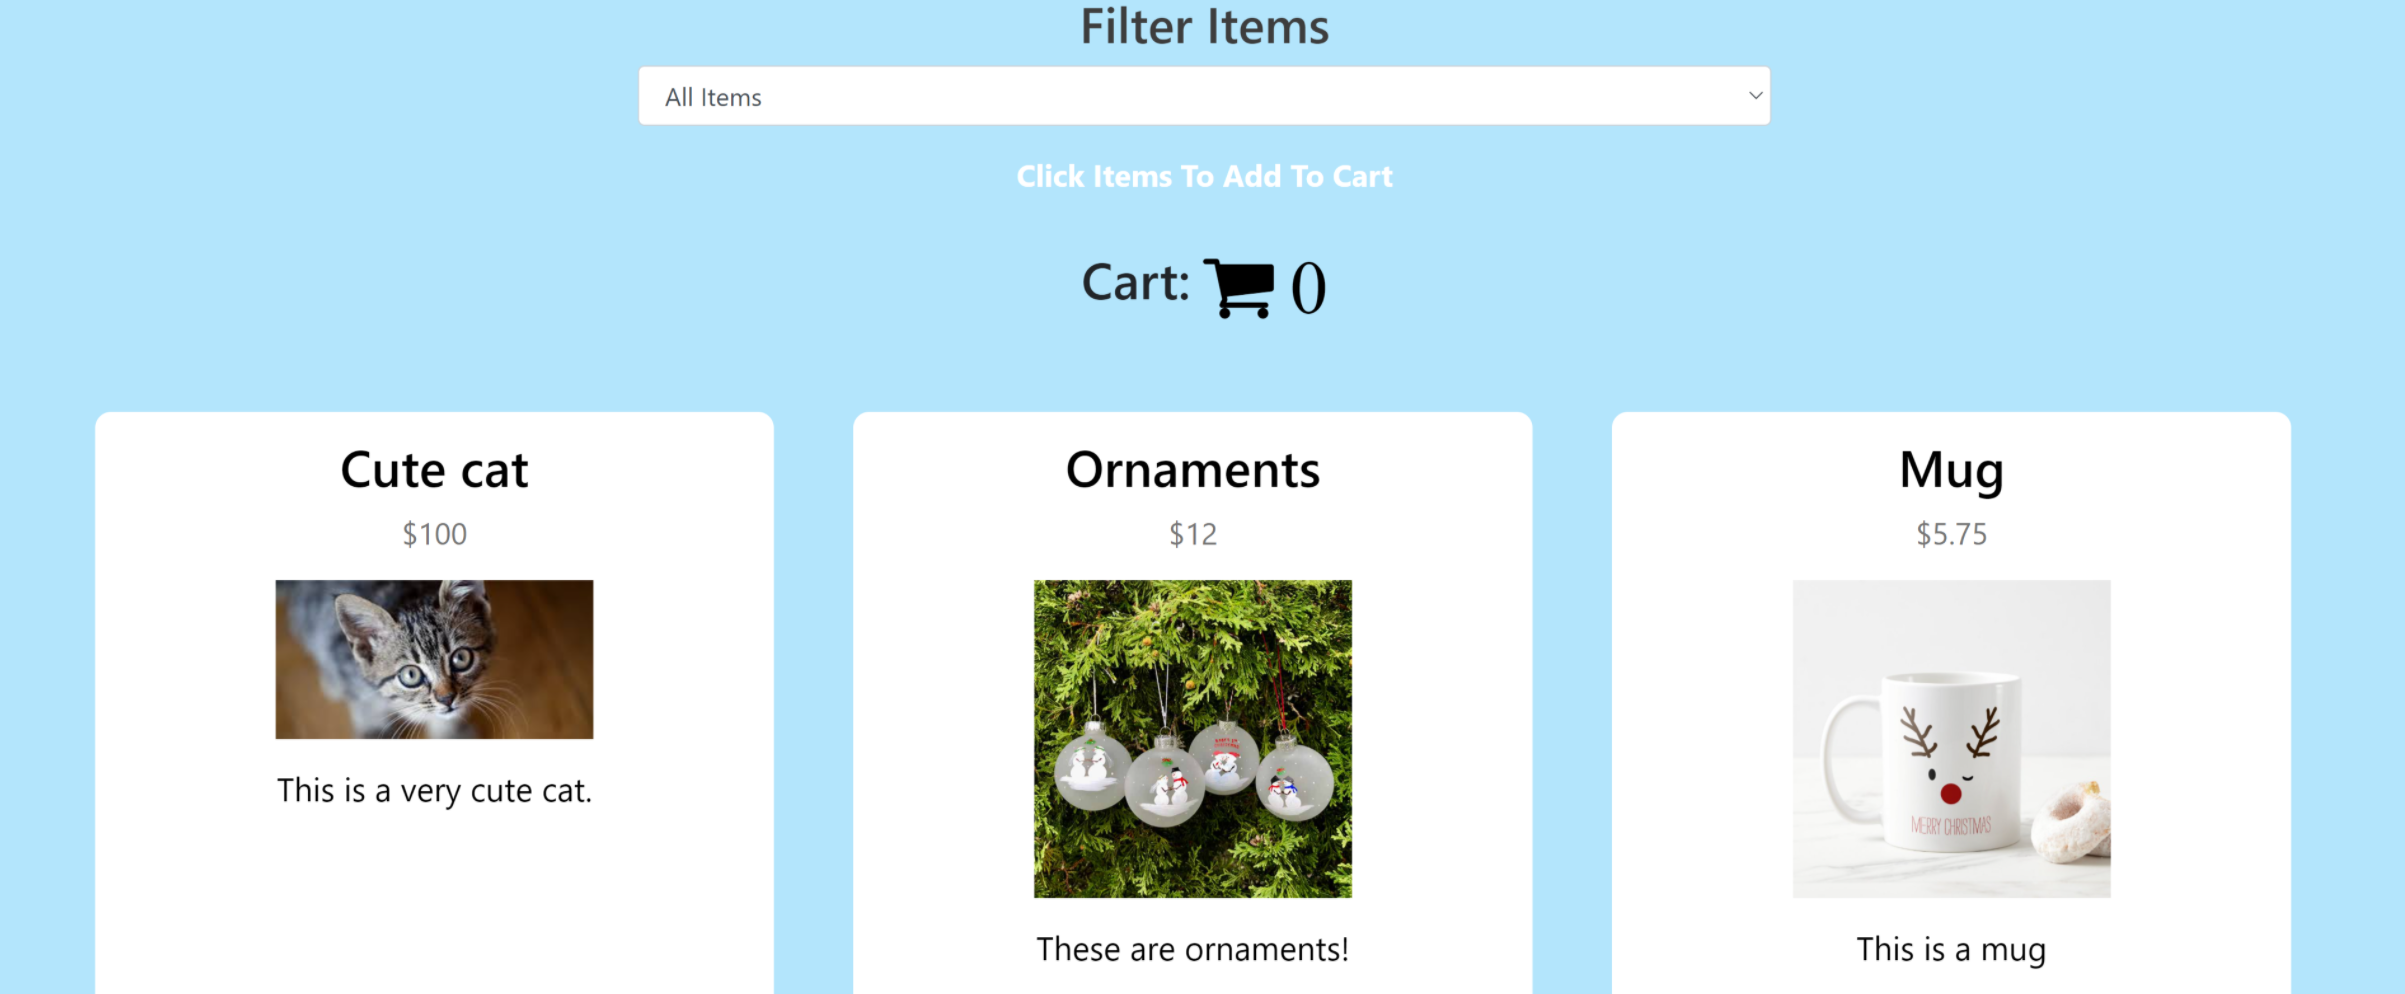 Filter Items
All Items
Click Items To Add To Cart
Cart: 0
Cute cat
$100
This is a very cute cat.
Ornaments
$12
These are ornaments!
Mug
$5.75
MERRY CHRISTMAS
This is a mug